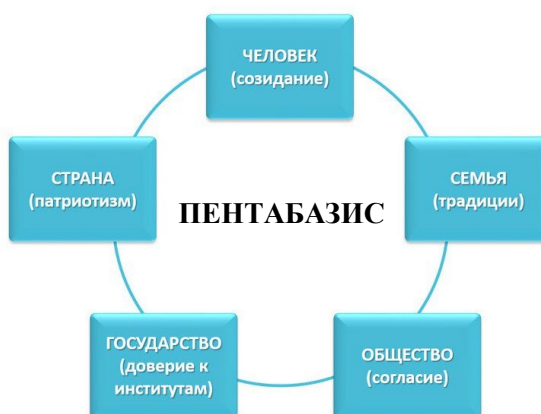 ЧЕЛОВЕК
(созидание)
СТРАНА
(патриотизм)
ПЕНТАБАЗИС
СЕМЬЯ
(традиции)
ГОСУДАРСТВО
(доверие к
институтам)
ОБЩЕСТВО
(согласие)